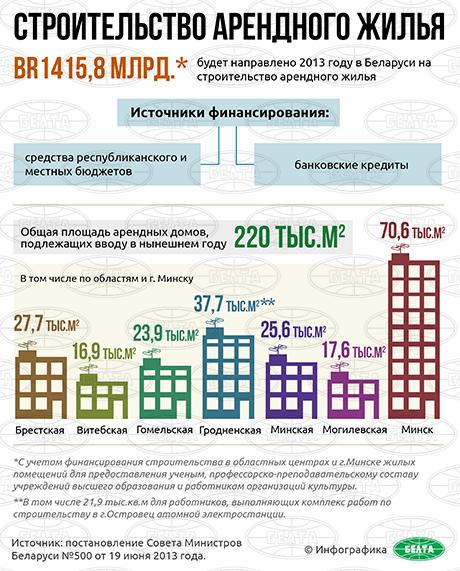 СТРОИТЕЛЬСТВО АРЕНДНОГО ЖИЛЬЯ
BR1415,8 МЛРД.*
будет направлено 2013 году в Беларуси на
строительство арендного жилья
Источники финансирования:
средства республиканского и
местных бюджетов
банковские кредиты
Общая площадь арендных домов,
подлежащих вводу в нынешнем году
220 ТЫС.М²
70,6 ТЫС.М²
В том числе по областям и г. Минску
27,7 ТЫС.М²
16,9 ТЫС.М²
23,9 ТЫС.М²
37,7 ТЫС.М²**
25,6 ТЫС.М²
17,6 ТЫС.М²
Брестская Витебская Гомельская Гродненская Минская Могилевская Минск
*С учетом финансирования строительства в областных центрах и г.Минске жилых
помещений для предоставления ученым, профессорско-преподавательскому составу
учреждений высшего образования и работникам организаций культуры.
**В том числе 21,9 тыс.кв.м для работников, выполняющих комплекс работ по
строительству в г.Островец атомной электростанции.
Источник: постановление Совета Министров
Беларуси №500 от 19 июня 2013 года.
© Инфографика
БЕЛТА